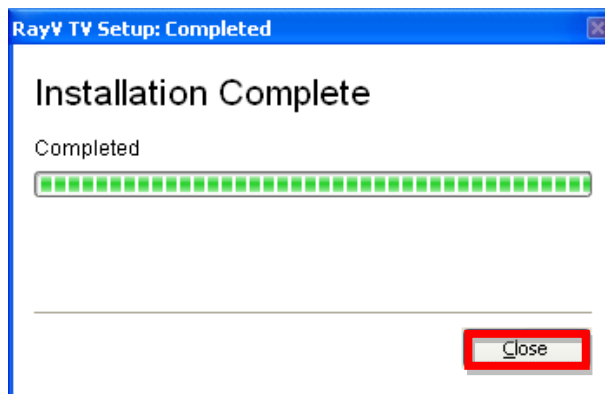 RayV TV Setup: Completed
Installation Complete
Completed
Close